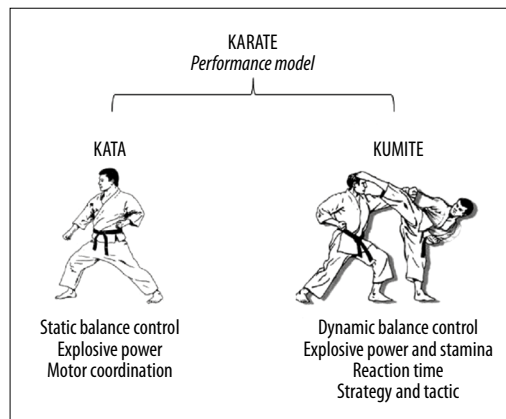 KARATE
Performance model
KATA
Static balance control
Explosive power
Motor coordination
KUMITE
Dynamic balance control
Explosive power and stamina
Reaction time
Strategy and tactic